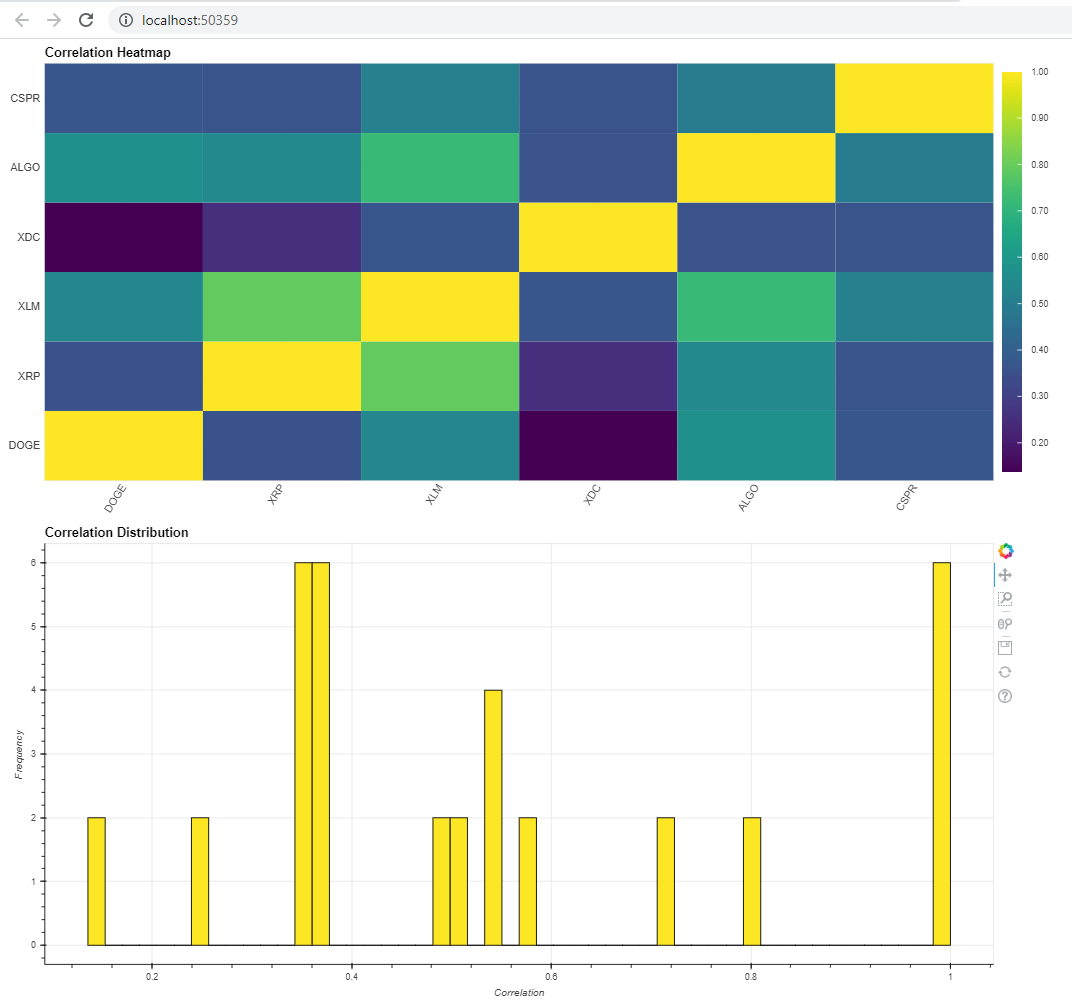 localhost:50359
Correlation Heatmap
CSPR
ALGO
XDC
XLM
XRP
DOGE
DOGE
XRP
XLM
XDC
ALGO
CSPR
1.00
0.90
0.80
0.70
0.60
0.50
0.40
0.30
0.20
Correlation Distribution
Frequency
6
5
4
3
2
1
0
0.2
0.4
0.6
0.8
1
Correlation